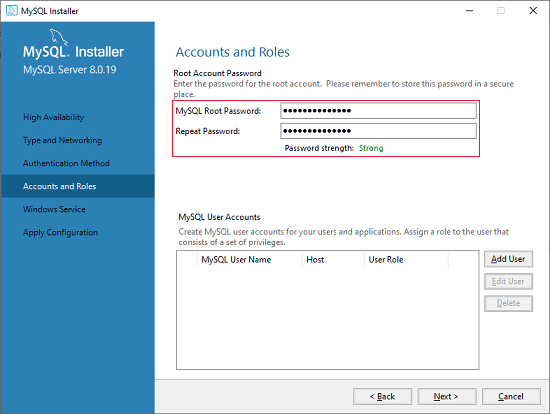 MySQL Installer
MySQL. Installer
MySQL Server 8.0.19
High Availability
Type and Networking
Authentication Method
Accounts and Roles
Windows Service
Apply Configuration
Accounts and Roles
Root Account Password
Enter the password for the root account. Please remember to store this password in a secure
place.
MySQL Root Password: ●●●●●●●●●●●●●●
Repeat Password: ●●●●●●●●●●●●●●
Password strength: Strong
MySQL User Accounts
Create MySQL user accounts for your users and applications. Assign a role to the user that
consists of a set of privileges.
MySQL User Name Host User Role
Add User
Edit User
Delete
< Back Next > Cancel